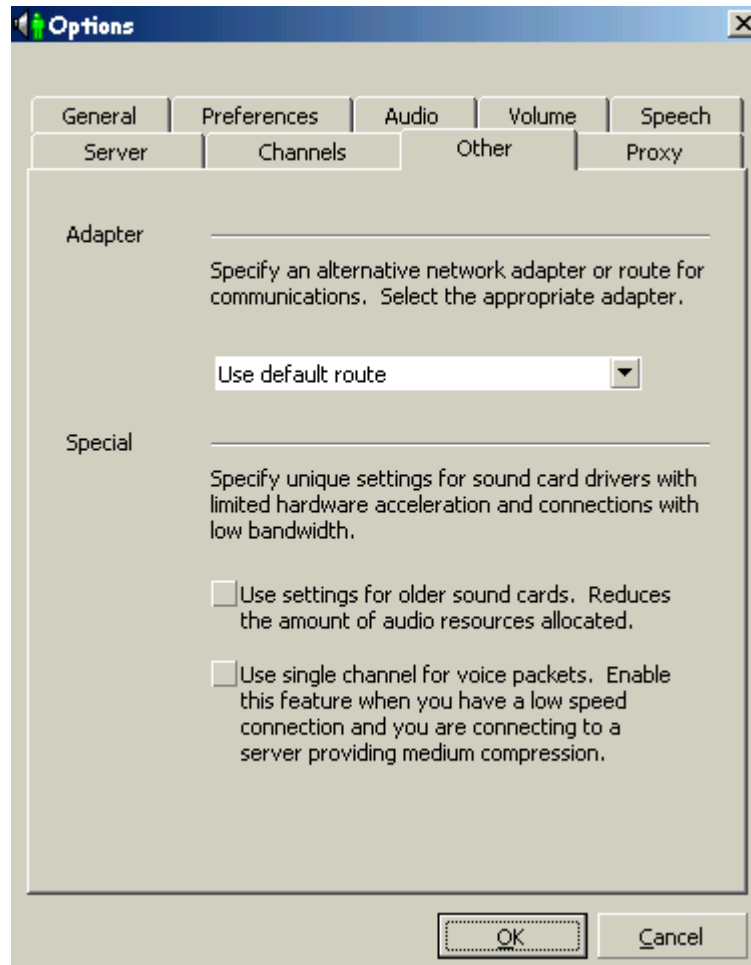 Options
General Preferences Audio Volume Speech
Server Channels Other Proxy
Adapter
Specify an alternative network adapter or route for
communications.  Select the appropriate adapter.
Use default route
Special
Specify unique settings for sound card drivers with
limited hardware acceleration and connections with
low bandwidth.
Use settings for older sound cards.  Reduces
the amount of audio resources allocated.
Use single channel for voice packets.  Enable
this feature when you have a low speed
connection and you are connecting to a
server providing medium compression.
OK Cancel